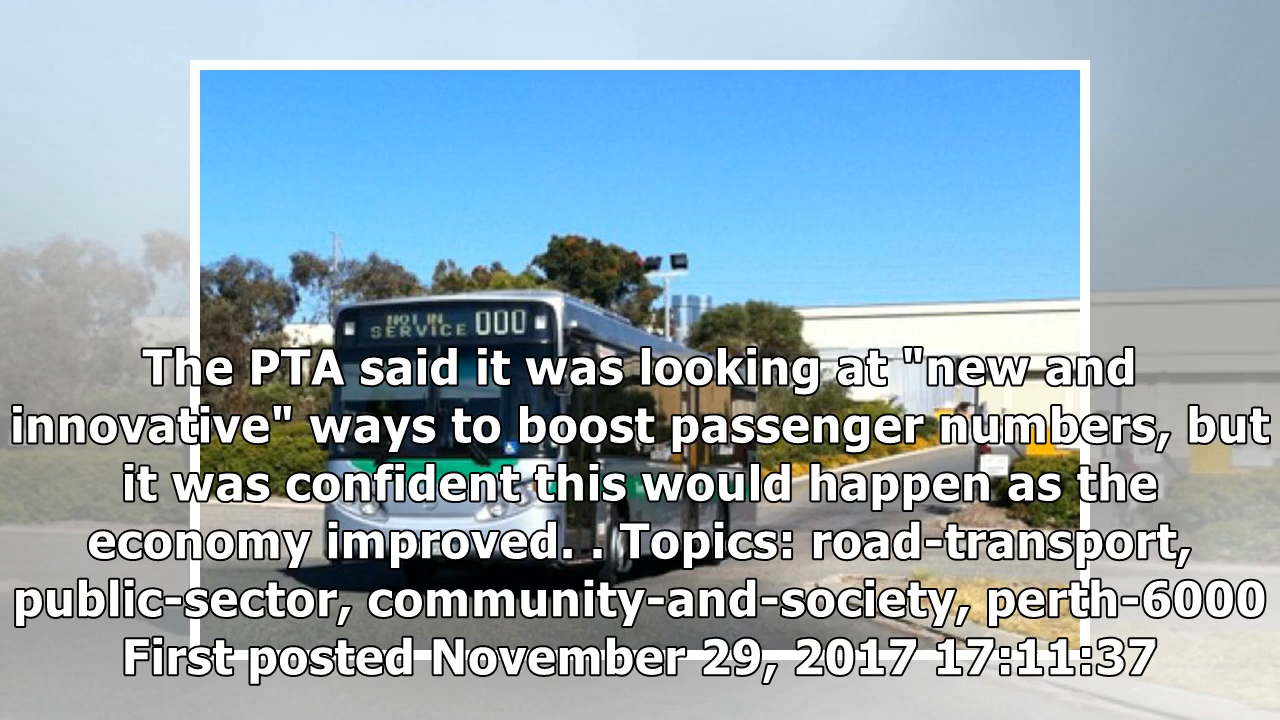 NOT IN
SERVICE 000
The PTA said it was looking at "new and
innovative" ways to boost passenger numbers, but
it was confident this would happen as the
economy improved. . Topics: road-transport,
public-sector, community-and-society, perth-6000
First posted November 29, 2017 17:11:37